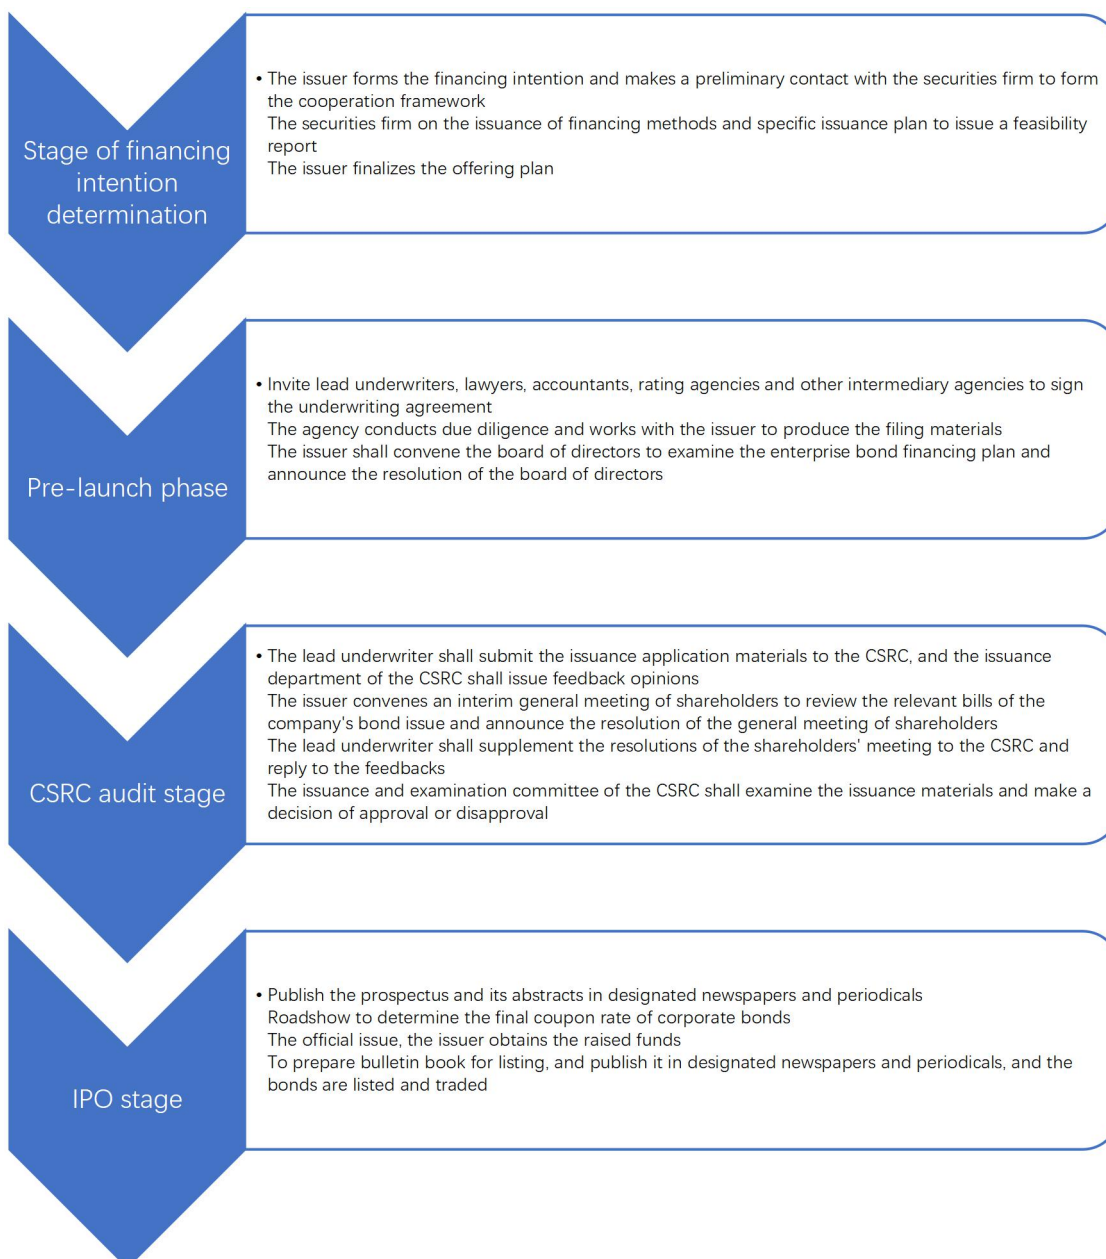 Stage of financing
intention
determination
• The issuer forms the financing intention and makes a preliminary contact with the securities firm to form
the cooperation framework
The securities firm on the issuance of financing methods and specific issuance plan to issue a feasibility
report
The issuer finalizes the offering plan
Pre-launch phase
• Invite lead underwriters, lawyers, accountants, rating agencies and other intermediary agencies to sign
the underwriting agreement
The agency conducts due diligence and works with the issuer to produce the filing materials
The issuer shall convene the board of directors to examine the enterprise bond financing plan and
announce the resolution of the board of directors
CSRC audit stage
• The lead underwriter shall submit the issuance application materials to the CSRC, and the issuance
department of the CSRC shall issue feedback opinions
The issuer convenes an interim general meeting of shareholders to review the relevant bills of the
company's bond issue and announce the resolution of the general meeting of shareholders
The lead underwriter shall supplement the resolutions of the shareholders' meeting to the CSRC and
reply to the feedbacks
The issuance and examination committee of the CSRC shall examine the issuance materials and make a
decision of approval or disapproval
IPO stage
• Publish the prospectus and its abstracts in designated newspapers and periodicals
Roadshow to determine the final coupon rate of corporate bonds
The official issue, the issuer obtains the raised funds
To prepare bulletin book for listing, and publish it in designated newspapers and periodicals, and the
bonds are listed and traded